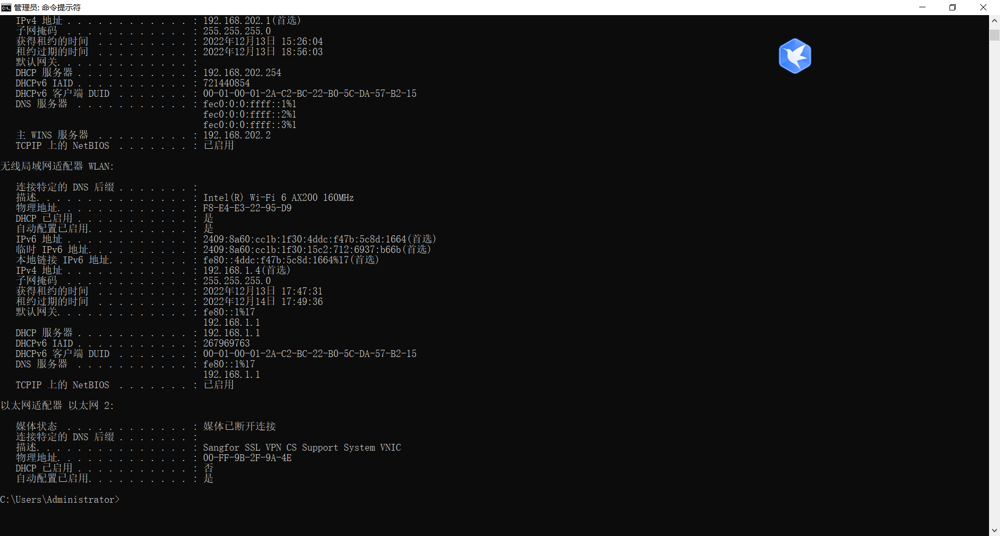 管理员: 命令提示符
IPv4 地址 . . . . . . . . . . . . : 192.168.202.1(首选)
子网掩码  . . . . . . . . . . . . : 255.255.255.0
获得租约的时间  . . . . . . . . . : 2022年12月13日 15:26:04
租约过期的时间  . . . . . . . . . : 2022年12月13日 18:56:03
默认网关. . . . . . . . . . . . . :
DHCP 服务器 . . . . . . . . . . . : 192.168.202.254
DHCPv6 IAID . . . . . . . . . . . : 721440854
DHCPv6 客户端 DUID  . . . . . . . : 00-01-00-01-2A-C2-BC-22-B0-5C-DA-57-B2-15
DNS 服务器  . . . . . . . . . . . : fec0:0:0:ffff::1%1
fec0:0:0:ffff::2%1
fec0:0:0:ffff::3%1
主 WINS 服务器  . . . . . . . . . : 192.168.202.2
TCPIP 上的 NetBIOS  . . . . . . . : 已启用
无线局域网适配器 WLAN:
连接特定的 DNS 后缀 . . . . . . . :
描述. . . . . . . . . . . . . . . : Intel(R) Wi-Fi 6 AX200 160MHz
物理地址. . . . . . . . . . . . . : F8-E4-E3-22-95-D9
DHCP 已启用 . . . . . . . . . . . : 是
自动配置已启用. . . . . . . . . . : 是
IPv6 地址 . . . . . . . . . . . . : 2409:8a60:cc1b:1f30:4ddc:f47b:5c8d:1664(首选)
临时 IPv6 地址. . . . . . . . . . : 2409:8a60:cc1b:1f30:15c2:712:6937:b66b(首选)
本地链接 IPv6 地址. . . . . . . . : fe80::4ddc:f47b:5c8d:1664%17(首选)
IPv4 地址 . . . . . . . . . . . . : 192.168.1.4(首选)
子网掩码  . . . . . . . . . . . . : 255.255.255.0
获得租约的时间  . . . . . . . . . : 2022年12月13日 17:47:31
租约过期的时间  . . . . . . . . . : 2022年12月14日 17:49:36
默认网关. . . . . . . . . . . . . : fe80::1%17
192.168.1.1
DHCP 服务器 . . . . . . . . . . . : 192.168.1.1
DHCPv6 IAID . . . . . . . . . . . : 267969763
DHCPv6 客户端 DUID  . . . . . . . : 00-01-00-01-2A-C2-BC-22-B0-5C-DA-57-B2-15
DNS 服务器  . . . . . . . . . . . : fe80::1%17
192.168.1.1
TCPIP 上的 NetBIOS  . . . . . . . : 已启用
以太网适配器 以太网 2:
媒体状态  . . . . . . . . . . . . : 媒体已断开连接
连接特定的 DNS 后缀 . . . . . . . :
描述. . . . . . . . . . . . . . . : Sangfor SSL VPN CS Support System VNIC
物理地址. . . . . . . . . . . . . : 00-FF-9B-2F-9A-4E
DHCP 已启用 . . . . . . . . . . . : 否
自动配置已启用. . . . . . . . . . : 是
C:\Users\Administrator>